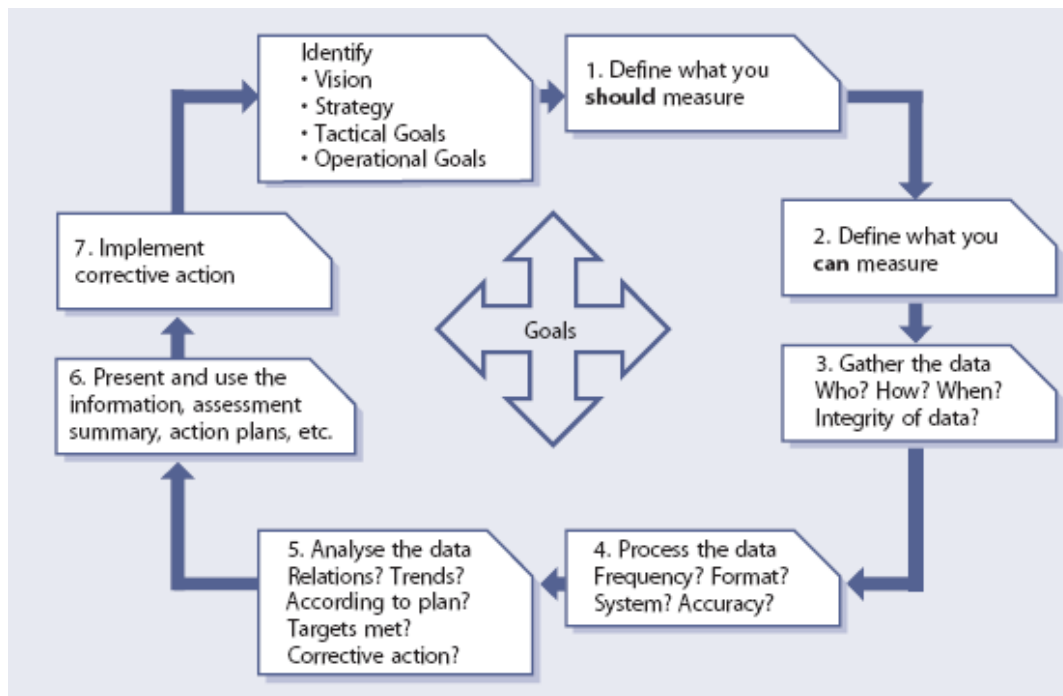 Identify
• Vision
• Strategy
• Tactical Goals
• Operational Goals
1. Define what you
should measure
2. Define what you
can measure
3. Gather the data
Who? How? When?
Integrity of data?
4. Process the data
Frequency? Format?
System? Accuracy?
5. Analyse the data
Relations? Trends?
According to plan?
Targets met?
Corrective action?
6. Present and use the
information, assessment
summary, action plans, etc.
7. Implement
corrective action
Goals